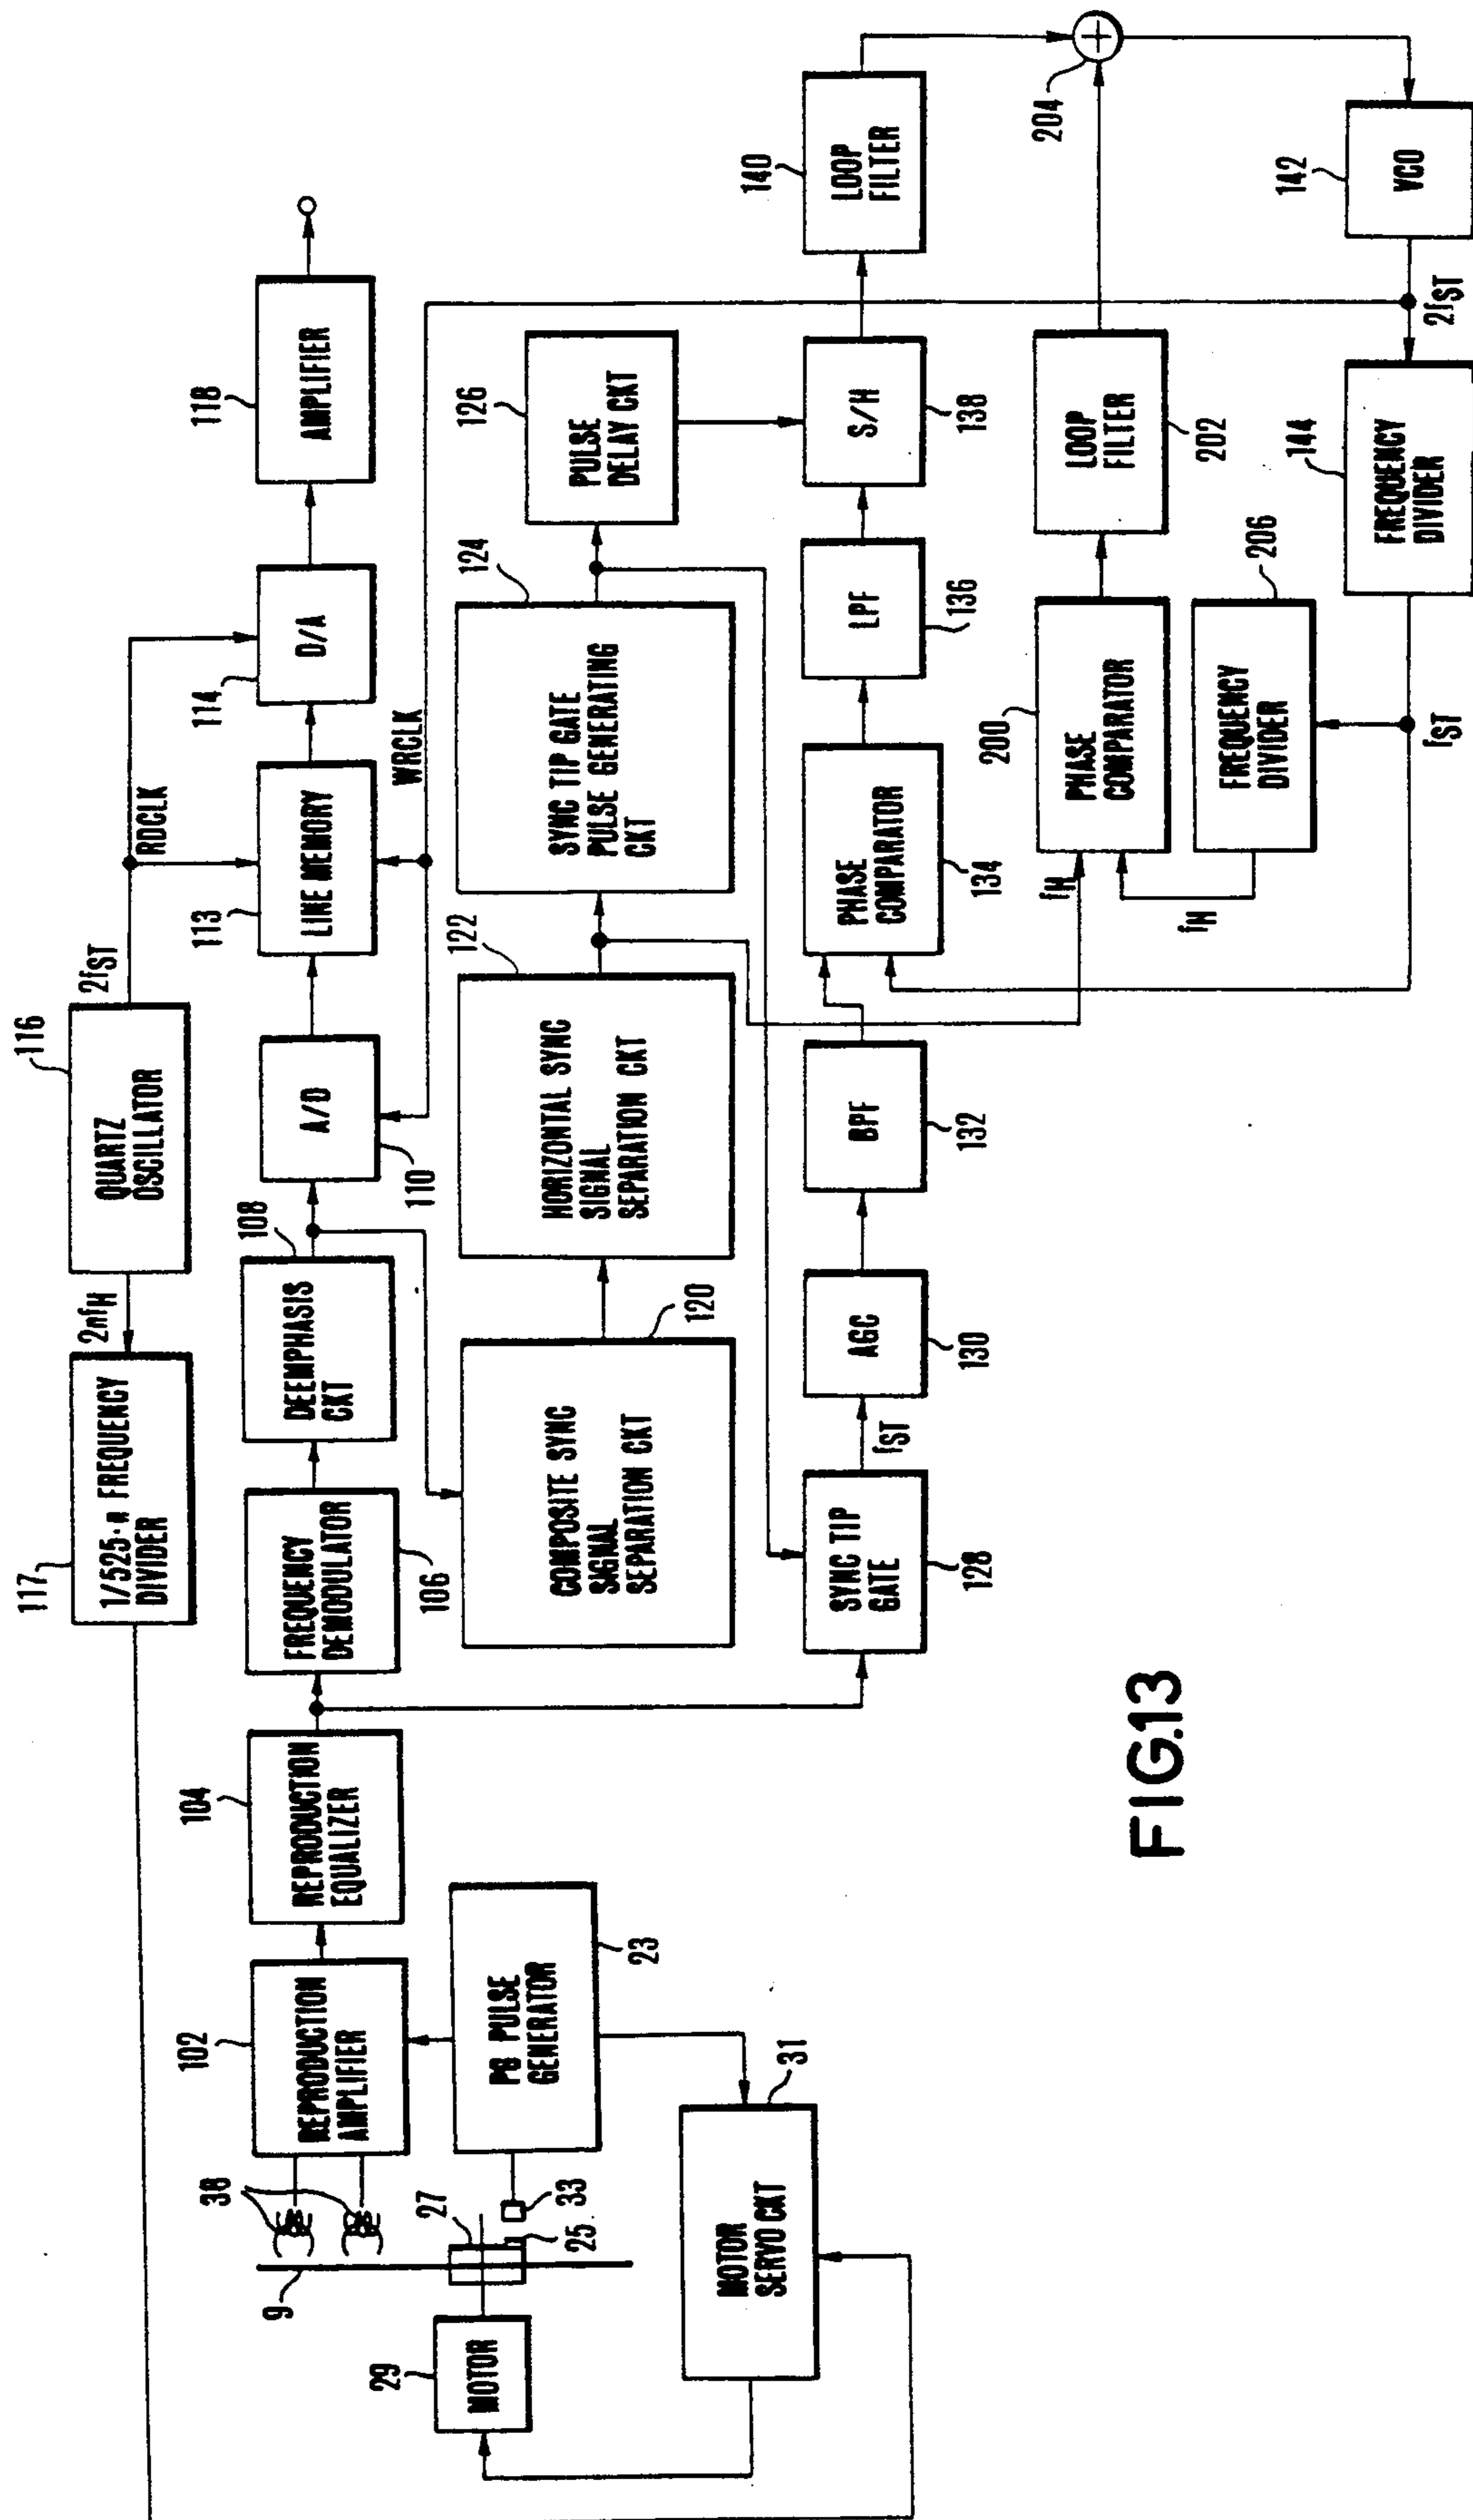 117
1/525·n FREQUENCY
DIVIDER
2nfH
116
QUARTZ
OSCILLATOR
2fST
RDCLK
38
9
102
REPRODUCTION
AMPLIFIER
104
REPRODUCTION
EQUALIZER
FREQUENCY
DEMODULATOR
106
108
DEEMPHASIS
CKT
A/D
110
113
LINE MEMORY
114
D/A
118
AMPLIFIER
WRCLK
29
MOTOR
27
25
33
PB PULSE
GENERATOR
23
COMPOSITE SYNC
SIGNAL
SEPARATION CKT
120
122
HORIZONTAL SYNC
SIGNAL
SEPARATION CKT
124
SYNC TIP GATE
PULSE GENERATING
CKT
126
PULSE
DELAY CKT
31
MOTOR
SERVO CKT
SYNC TIP
GATE
128
fST
AGC
130
BPF
132
PHASE
COMPARATOR
134
LPF
136
S/H
138
140
LOOP
FILTER
fH
200
PHASE
COMPARATOR
LOOP
FILTER
202
204
+
fH
FREQUENCY
DIVIDER
206
fST
144
FREQUENCY
DIVIDER
2fST
142
VCO
FIG.13